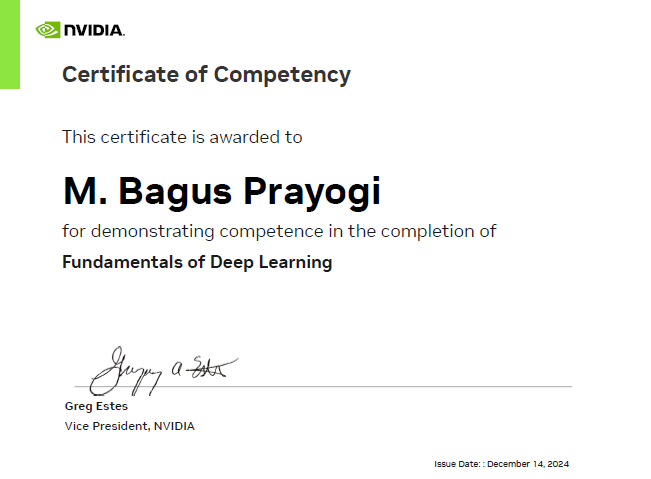 NVIDIA.
Certificate of Competency
This certificate is awarded to
M. Bagus Prayogi
for demonstrating competence in the completion of
Fundamentals of Deep Learning
Gregory A Estes
Greg Estes
Vice President, NVIDIA
Issue Date: : December 14, 2024